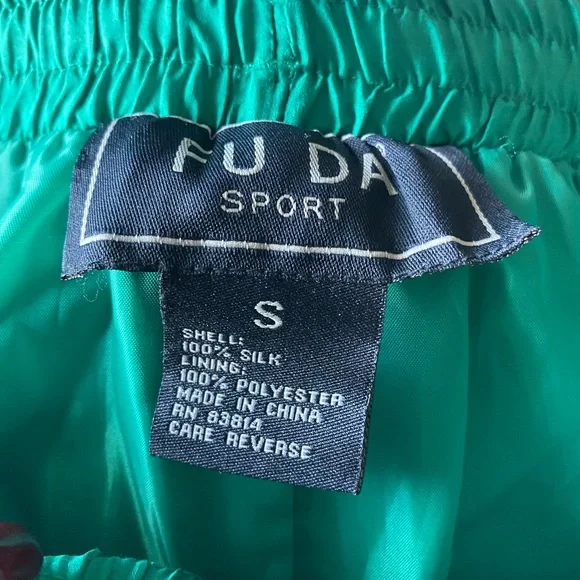 FU DA
SPORT
S
SHELL:
100% SILK
LINING:
100% POLYESTER
MADE IN CHINA
RN 83814
CARE REVERSE